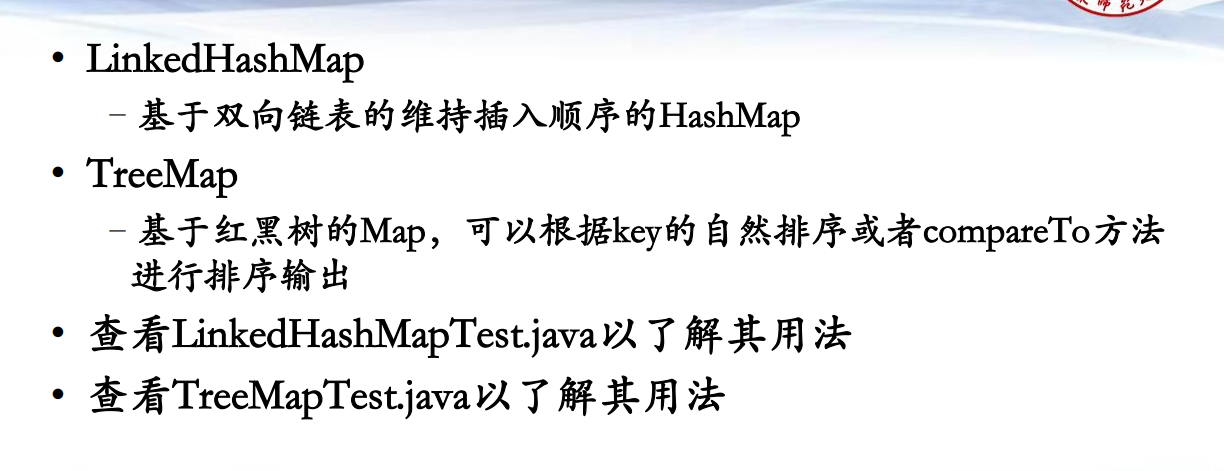 • LinkedHashMap
– 基于双向链表的维持插入顺序的HashMap
• TreeMap
– 基于红黑树的Map，可以根据key的自然排序或者compareTo方法
进行排序输出
• 查看LinkedHashMapTest.java以了解其用法
• 查看TreeMapTest.java以了解其用法